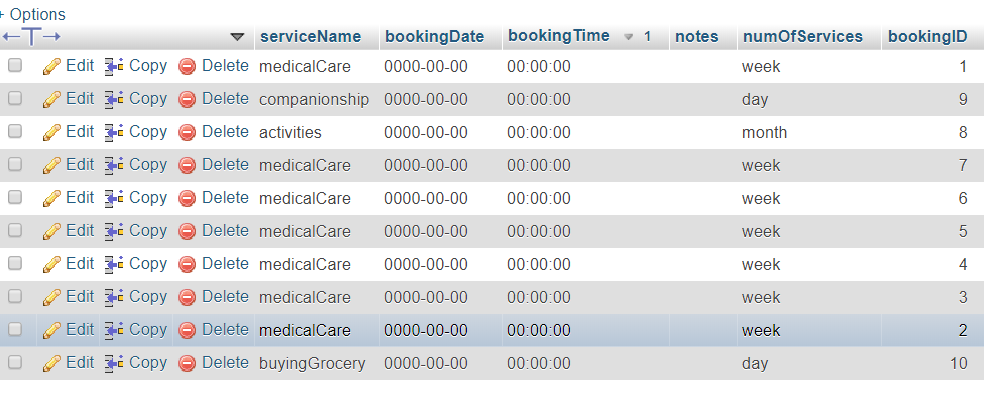 + Options
←T→ serviceName bookingDate bookingTime 1 notes numOfServices bookingID
Edit Copy Delete medicalCare 0000-00-00 00:00:00 week 1
Edit Copy Delete companionship 0000-00-00 00:00:00 day 9
Edit Copy Delete activities 0000-00-00 00:00:00 month 8
Edit Copy Delete medicalCare 0000-00-00 00:00:00 week 7
Edit Copy Delete medicalCare 0000-00-00 00:00:00 week 6
Edit Copy Delete medicalCare 0000-00-00 00:00:00 week 5
Edit Copy Delete medicalCare 0000-00-00 00:00:00 week 4
Edit Copy Delete medicalCare 0000-00-00 00:00:00 week 3
Edit Copy Delete medicalCare 0000-00-00 00:00:00 week 2
Edit Copy Delete buyingGrocery 0000-00-00 00:00:00 day 10